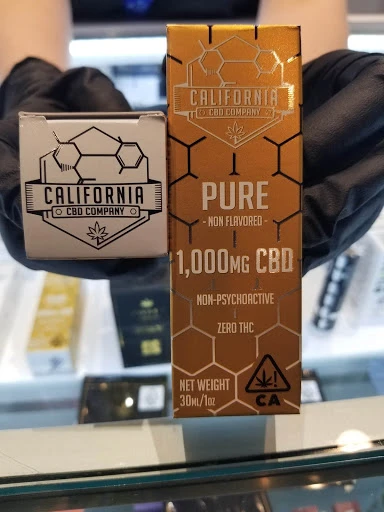 CALIFORNIA
CBD COMPANY
CALIFORNIA
CBD COMPANY
PURE
- NON FLAVORED -
1,000MG CBD
NON-PSYCHOACTIVE
ZERO THC
NET WEIGHT
30ML/1OZ
!
CA